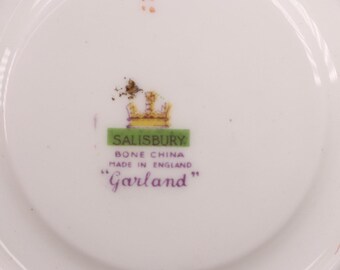 SALISBURY
BONE CHINA
MADE IN ENGLAND
"Garland"